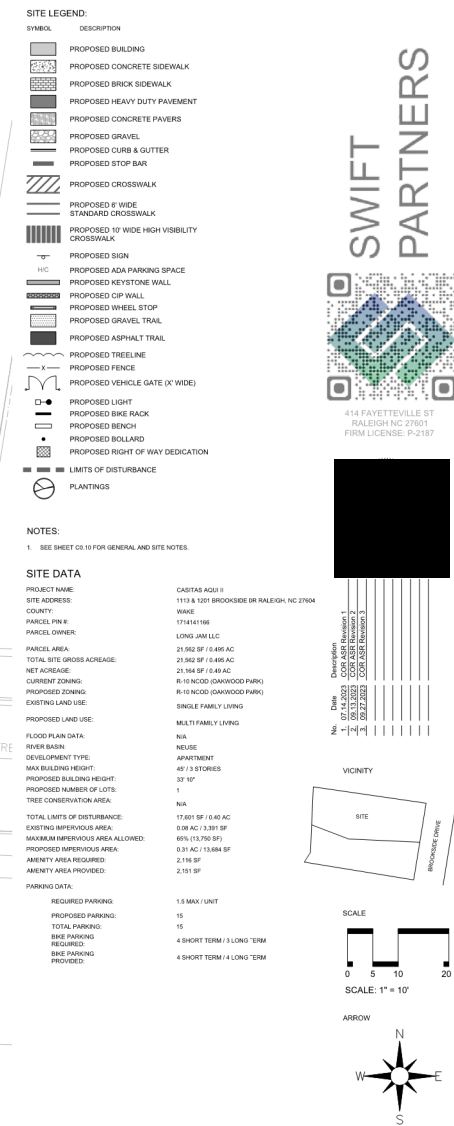 SITE LEGEND:
SYMBOL DESCRIPTION
PROPOSED BUILDING
PROPOSED CONCRETE SIDEWALK
PROPOSED BRICK SIDEWALK
PROPOSED HEAVY DUTY PAVEMENT
PROPOSED CONCRETE PAVERS
PROPOSED GRAVEL
PROPOSED CURB & GUTTER
PROPOSED STOP BAR
PROPOSED CROSSWALK
PROPOSED 6' WIDE
STANDARD CROSSWALK
PROPOSED 10' WIDE HIGH VISIBILITY
CROSSWALK
PROPOSED SIGN
H/C PROPOSED ADA PARKING SPACE
PROPOSED KEYSTONE WALL
PROPOSED CIP WALL
PROPOSED WHEEL STOP
PROPOSED GRAVEL TRAIL
PROPOSED ASPHALT TRAIL
PROPOSED TREELINE
X PROPOSED FENCE
PROPOSED VEHICLE GATE (X' WIDE)
PROPOSED LIGHT
PROPOSED BIKE RACK
PROPOSED BENCH
PROPOSED BOLLARD
PROPOSED RIGHT OF WAY DEDICATION
LIMITS OF DISTURBANCE
PLANTINGS
NOTES:
1. SEE SHEET C0.10 FOR GENERAL AND SITE NOTES.
SITE DATA
PROJECT NAME: CASITAS AQUI II
SITE ADDRESS: 1113 & 1201 BROOKSIDE DR RALEIGH, NC 27604
COUNTY: WAKE
PARCEL PIN #: 1714141166
PARCEL OWNER: LONG JAM LLC
PARCEL AREA: 21,562 SF / 0.495 AC
TOTAL SITE GROSS ACREAGE: 21,562 SF / 0.495 AC
NET ACREAGE: 21,164 SF / 0.49 AC
CURRENT ZONING: R-10 NCOD (OAKWOOD PARK)
PROPOSED ZONING: R-10 NCOD (OAKWOOD PARK)
EXISTING LAND USE: SINGLE FAMILY LIVING
PROPOSED LAND USE: MULTI FAMILY LIVING
FLOOD PLAIN DATA: N/A
RIVER BASIN: NEUSE
DEVELOPMENT TYPE: APARTMENT
MAX BUILDING HEIGHT: 45' / 3 STORIES
PROPOSED BUILDING HEIGHT: 33' 10"
PROPOSED NUMBER OF LOTS: 1
TREE CONSERVATION AREA: N/A
TOTAL LIMITS OF DISTURBANCE: 17,601 SF / 0.40 AC
EXISTING IMPERVIOUS AREA: 0.08 AC / 3,391 SF
MAXIMUM IMPERVIOUS AREA ALLOWED: 65% (13,750 SF)
PROPOSED IMPERVIOUS AREA: 0.31 AC / 13,684 SF
AMENITY AREA REQUIRED: 2,116 SF
AMENITY AREA PROVIDED: 2,151 SF
PARKING DATA:
REQUIRED PARKING: 1.5 MAX / UNIT
PROPOSED PARKING: 15
TOTAL PARKING: 15
BIKE PARKING
REQUIRED: 4 SHORT TERM / 3 LONG TERM
BIKE PARKING
PROVIDED: 4 SHORT TERM / 4 LONG TERM
SWIFT
PARTNERS
414 FAYETTEVILLE ST
RALEIGH NC 27601
FIRM LICENSE: P-2187
No. Date Description
1. 07.14.2023 COR ASR Revision 1
2. 09.13.2023 COR ASR Revision 2
3. 09.27.2023 COR ASR Revision 3
VICINITY
SITE
BROOKSIDE DRIVE
SCALE
0 5 10 20
SCALE: 1" = 10'
ARROW
N
W E
S